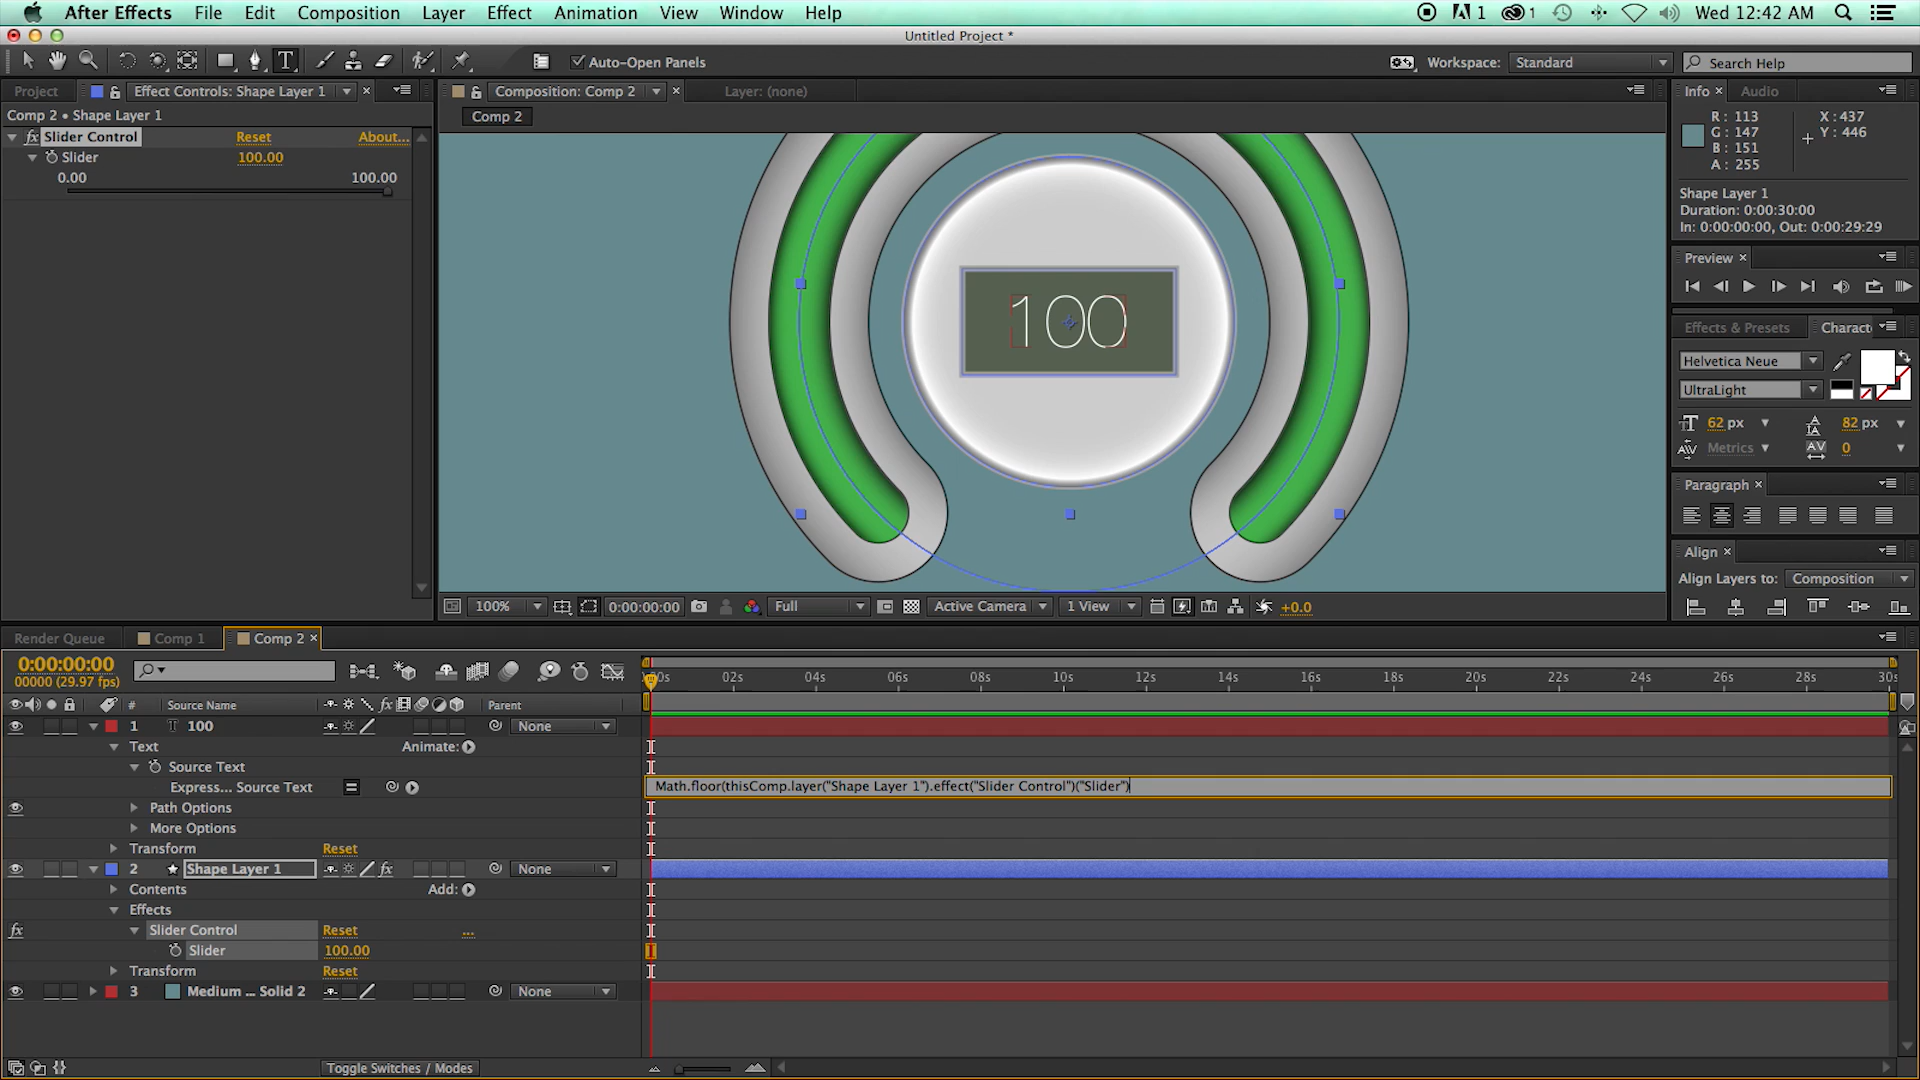 After Effects File Edit Composition Layer Effect Animation View Window Help 1 1 Wed 12:42 AM
Untitled Project *
T Auto-Open Panels Workspace: Standard Search Help
Project Effect Controls: Shape Layer 1 × Composition: Comp 2 × Layer: (none) Info × Audio
Comp 2 • Shape Layer 1
Comp 2
fx Slider Control Reset About...
Slider 100.00
0.00 100.00
R: 113 X: 437
G: 147 Y: 446
B: 151
A: 255
Shape Layer 1
Duration: 0:00:30:00
In: 0:00:00:00, Out: 0:00:29:29
Preview ×
100
Effects & Presets Charact
Helvetica Neue
UltraLight
62 px 82 px
Metrics 0
Paragraph ×
Align ×
Align Layers to: Composition
100% 0:00:00:00 Full Active Camera 1 View +0.0
Render Queue Comp 1 Comp 2 ×
0:00:00:00
00000 (29.97 fps)
:00s 02s 04s 06s 08s 10s 12s 14s 16s 18s 20s 22s 24s 26s 28s 30s
# Source Name fx Parent
1 T 100 None
Text Animate:
Source Text
Express... Source Text
Math.floor(thisComp.layer("Shape Layer 1").effect("Slider Control")("Slider")
Path Options
More Options
Transform Reset
2 Shape Layer 1 fx None
Contents Add:
Effects
fx Slider Control Reset ...
Slider 100.00
Transform Reset
3 Medium ... Solid 2 None
Toggle Switches / Modes